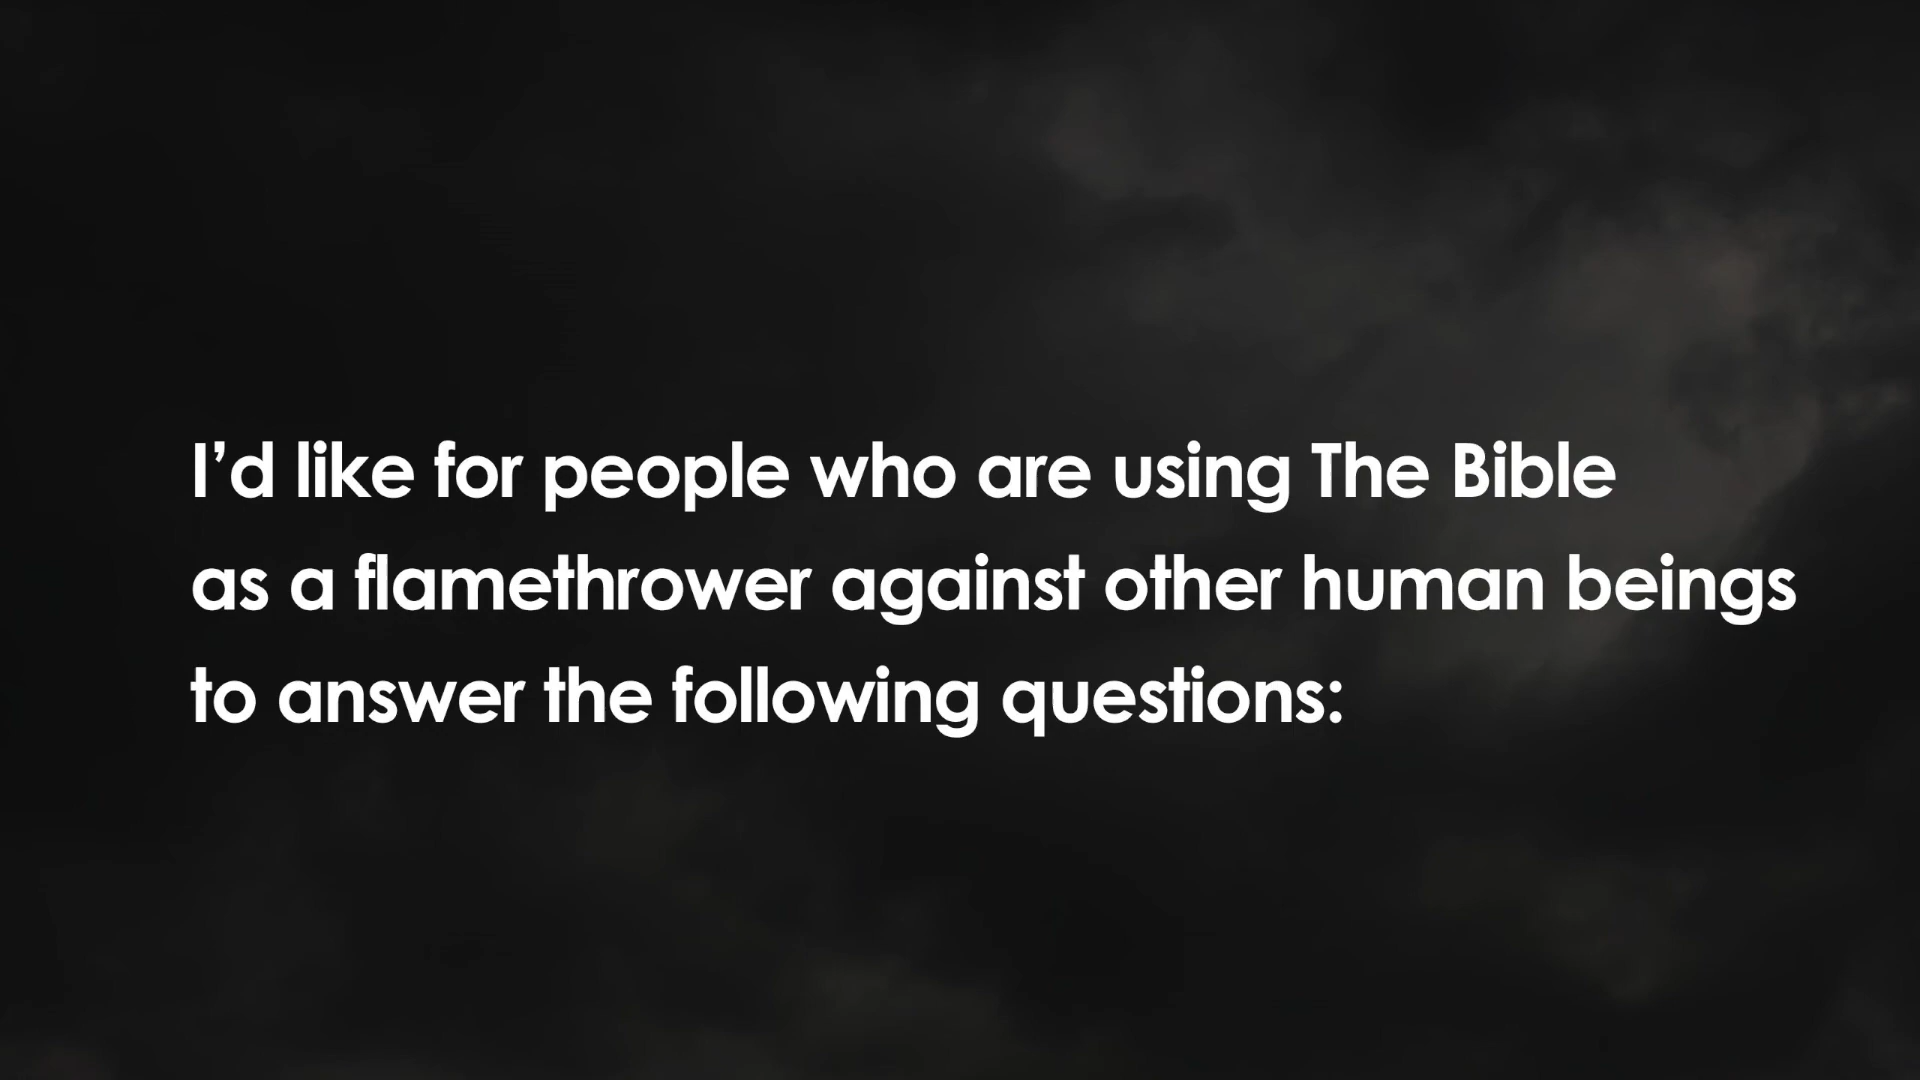 I’d like for people who are using The Bible
as a flamethrower against other human beings
to answer the following questions: